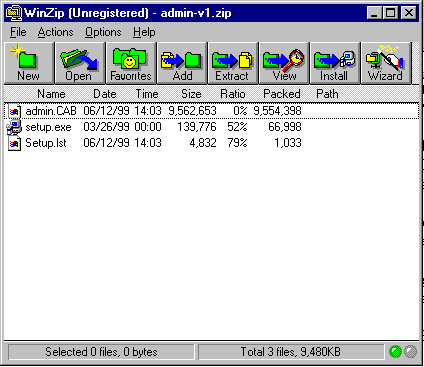 WinZip (Unregistered) - admin-v1.zip
File Actions Options Help
New Open Favorites Add Extract View Install Wizard
Name Date Time Size Ratio Packed Path
admin.CAB 06/12/99 14:03 9,562,653 0% 9,554,398
setup.exe 03/26/99 00:00 139,776 52% 66,998
Setup.lst 06/12/99 14:03 4,832 79% 1,033
Selected 0 files, 0 bytes Total 3 files, 9,480KB